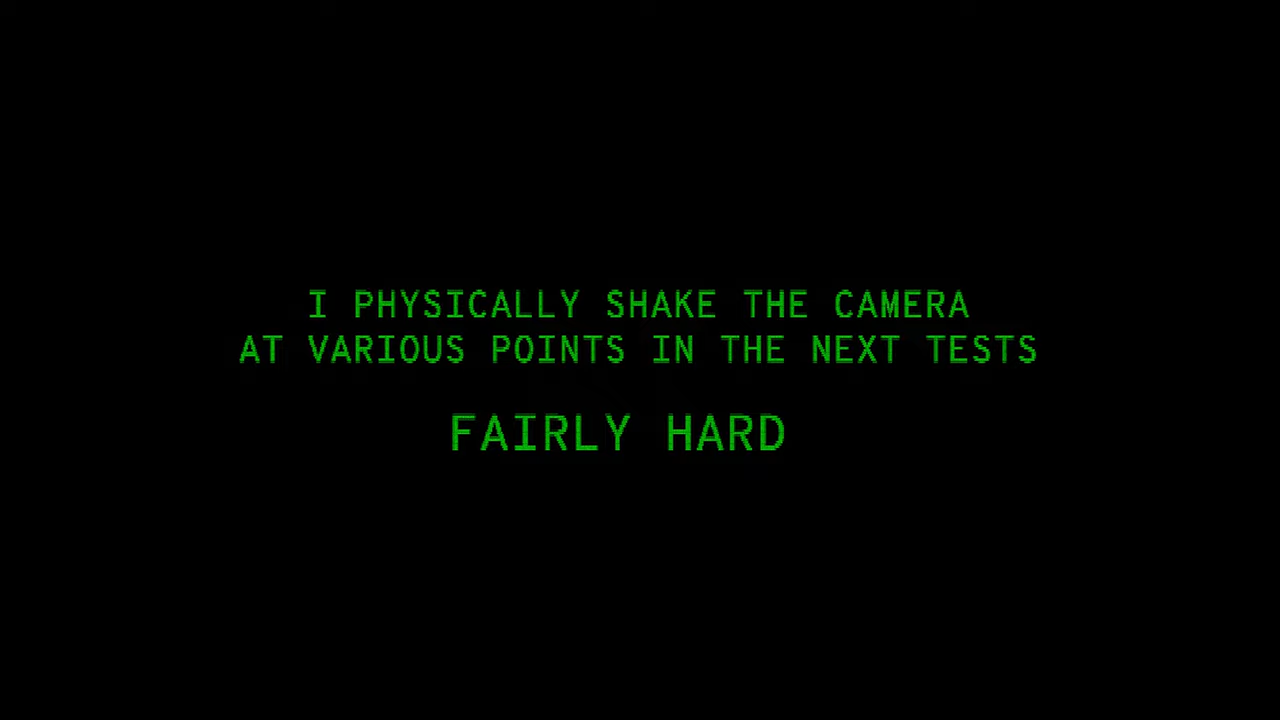 I PHYSICALLY SHAKE THE CAMERA
AT VARIOUS POINTS IN THE NEXT TESTS
FAIRLY HARD